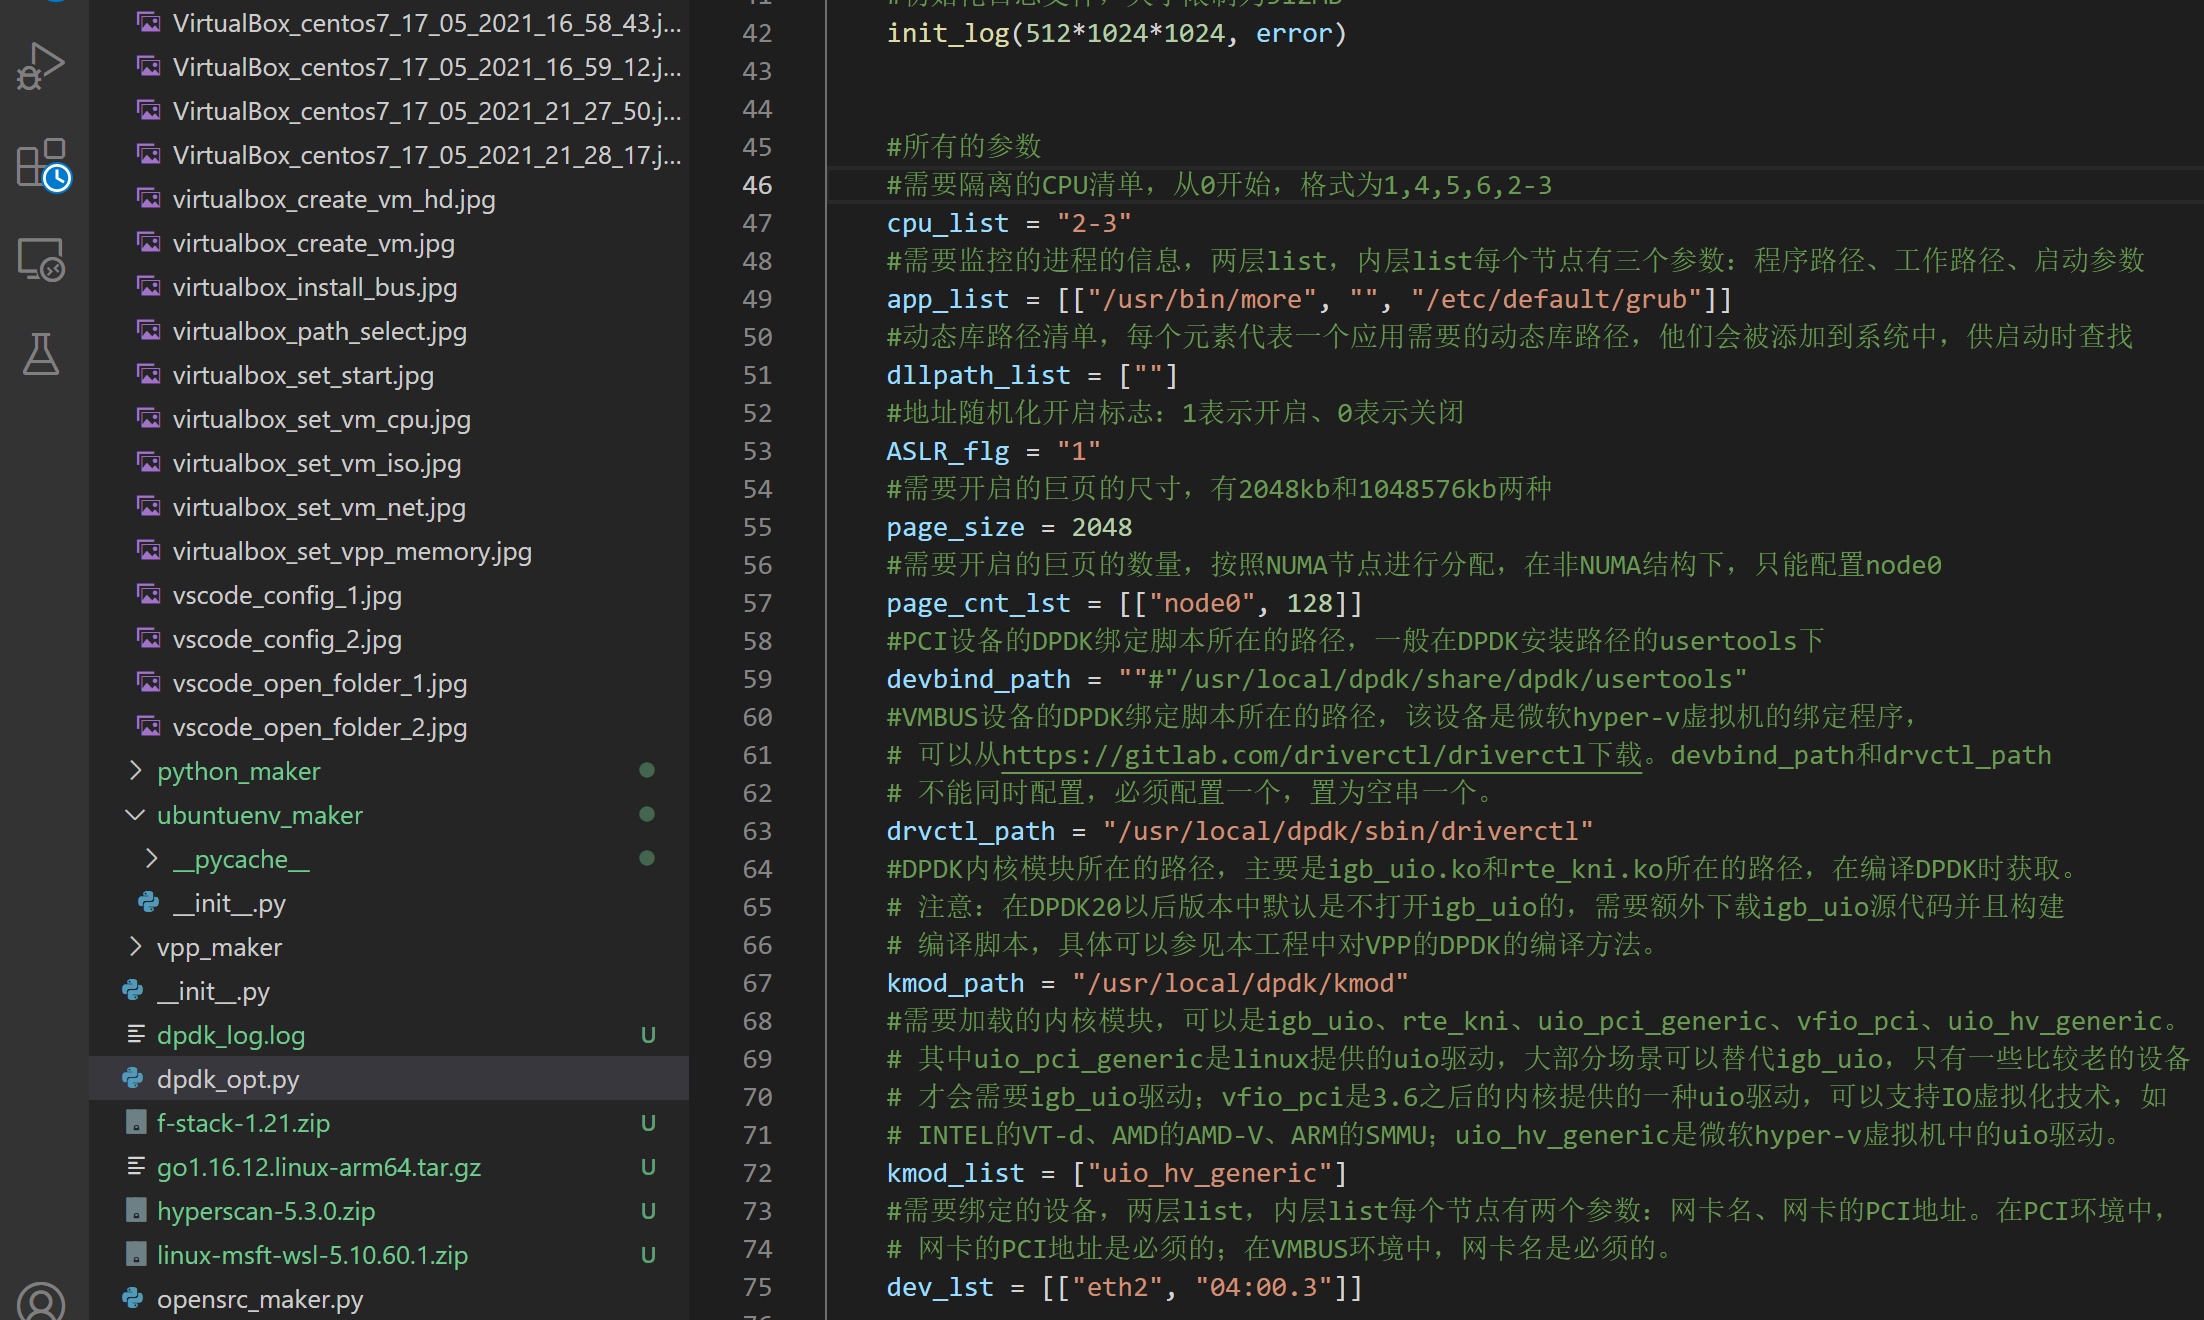 VirtualBox_centos7_17_05_2021_16_58_43.j...
VirtualBox_centos7_17_05_2021_16_59_12.j...
VirtualBox_centos7_17_05_2021_21_27_50.j...
VirtualBox_centos7_17_05_2021_21_28_17.j...
virtualbox_create_vm_hd.jpg
virtualbox_create_vm.jpg
virtualbox_install_bus.jpg
virtualbox_path_select.jpg
virtualbox_set_start.jpg
virtualbox_set_vm_cpu.jpg
virtualbox_set_vm_iso.jpg
virtualbox_set_vm_net.jpg
virtualbox_set_vpp_memory.jpg
vscode_config_1.jpg
vscode_config_2.jpg
vscode_open_folder_1.jpg
vscode_open_folder_2.jpg
python_maker
ubuntuenv_maker
__pycache__
__init__.py
vpp_maker
__init__.py
dpdk_log.log U
dpdk_opt.py
f-stack-1.21.zip U
go1.16.12.linux-arm64.tar.gz U
hyperscan-5.3.0.zip U
linux-msft-wsl-5.10.60.1.zip U
opensrc_maker.py
42 init_log(512*1024*1024, error)
43
44
45 #所有的参数
46 #需要隔离的CPU清单，从0开始，格式为1,4,5,6,2-3
47 cpu_list = "2-3"
48 #需要监控的进程的信息，两层list，内层list每个节点有三个参数：程序路径、工作路径、启动参数
49 app_list = [["/usr/bin/more", "", "/etc/default/grub"]]
50 #动态库路径清单，每个元素代表一个应用需要的动态库路径，他们会被添加到系统中，供启动时查找
51 dllpath_list = [""]
52 #地址随机化开启标志：1表示开启、0表示关闭
53 ASLR_flg = "1"
54 #需要开启的巨页的尺寸，有2048kb和1048576kb两种
55 page_size = 2048
56 #需要开启的巨页的数量，按照NUMA节点进行分配，在非NUMA结构下，只能配置node0
57 page_cnt_lst = [["node0", 128]]
58 #PCI设备的DPDK绑定脚本所在的路径，一般在DPDK安装路径的usertools下
59 devbind_path = ""#"/usr/local/dpdk/share/dpdk/usertools"
60 #VMBUS设备的DPDK绑定脚本所在的路径，该设备是微软hyper-v虚拟机的绑定程序，
61 # 可以从https://gitlab.com/driverctl/driverctl下载。devbind_path和drvctl_path
62 # 不能同时配置，必须配置一个，置为空串一个。
63 drvctl_path = "/usr/local/dpdk/sbin/driverctl"
64 #DPDK内核模块所在的路径，主要是igb_uio.ko和rte_kni.ko所在的路径，在编译DPDK时获取。
65 # 注意：在DPDK20以后版本中默认是不打开igb_uio的，需要额外下载igb_uio源代码并且构建
66 # 编译脚本，具体可以参见本工程中对VPP的DPDK的编译方法。
67 kmod_path = "/usr/local/dpdk/kmod"
68 #需要加载的内核模块，可以是igb_uio、rte_kni、uio_pci_generic、vfio_pci、uio_hv_generic。
69 # 其中uio_pci_generic是linux提供的uio驱动，大部分场景可以替代igb_uio，只有一些比较老的设备
70 # 才会需要igb_uio驱动；vfio_pci是3.6之后的内核提供的一种uio驱动，可以支持IO虚拟化技术，如
71 # INTEL的VT-d、AMD的AMD-V、ARM的SMMU；uio_hv_generic是微软hyper-v虚拟机中的uio驱动。
72 kmod_list = ["uio_hv_generic"]
73 #需要绑定的设备，两层list，内层list每个节点有两个参数：网卡名、网卡的PCI地址。在PCI环境中，
74 # 网卡的PCI地址是必须的；在VMBUS环境中，网卡名是必须的。
75 dev_lst = [["eth2", "04:00.3"]]